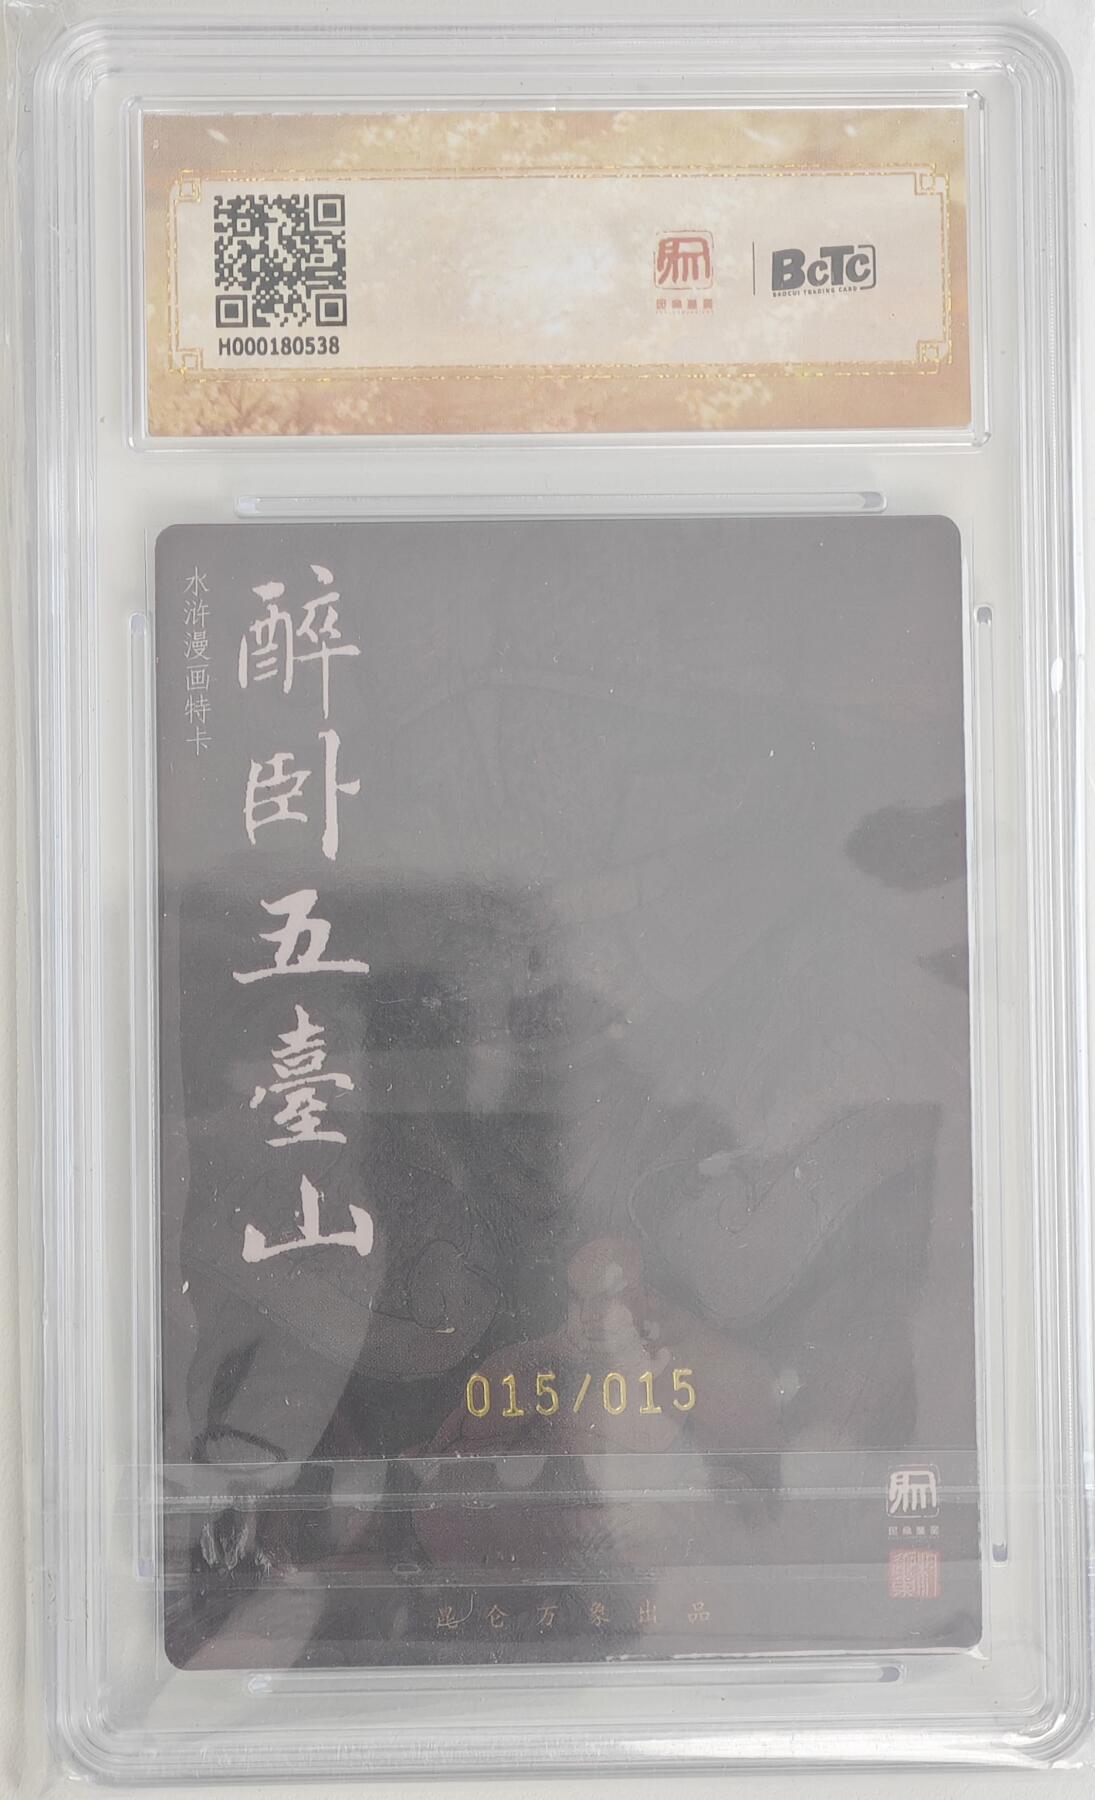 H000180538
BCTC
BAOCUI TRADING CARD
水浒漫画特卡
醉卧五臺山
015/015
昆仑万象出品